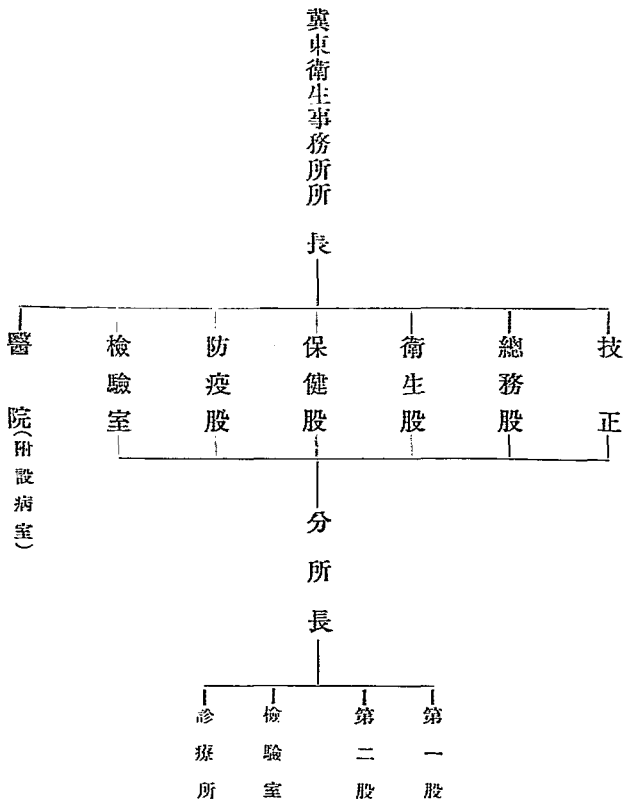 冀東衛生事務所所長
技正
總務股
衛生股
保健股
防疫股
檢驗室
醫院(附設病室)
分所長
第一股
第二股
檢驗室
診療所